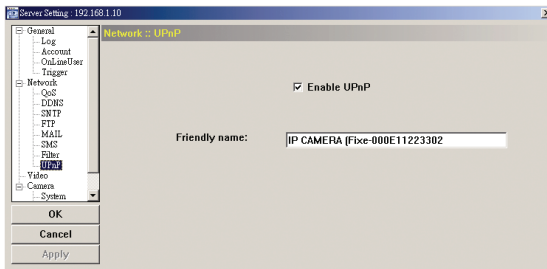 Server Setting : 192.168.1.10
General
Log
Account
OnLineUser
Trigger
Network
QoS
DDNS
SNTP
FTP
MAIL
SMS
Filter
UPnP
Video
Camera
System
OK
Cancel
Apply
Network :: UPnP
Enable UPnP
Friendly name:
IP CAMERA (Fixe-000E11223302